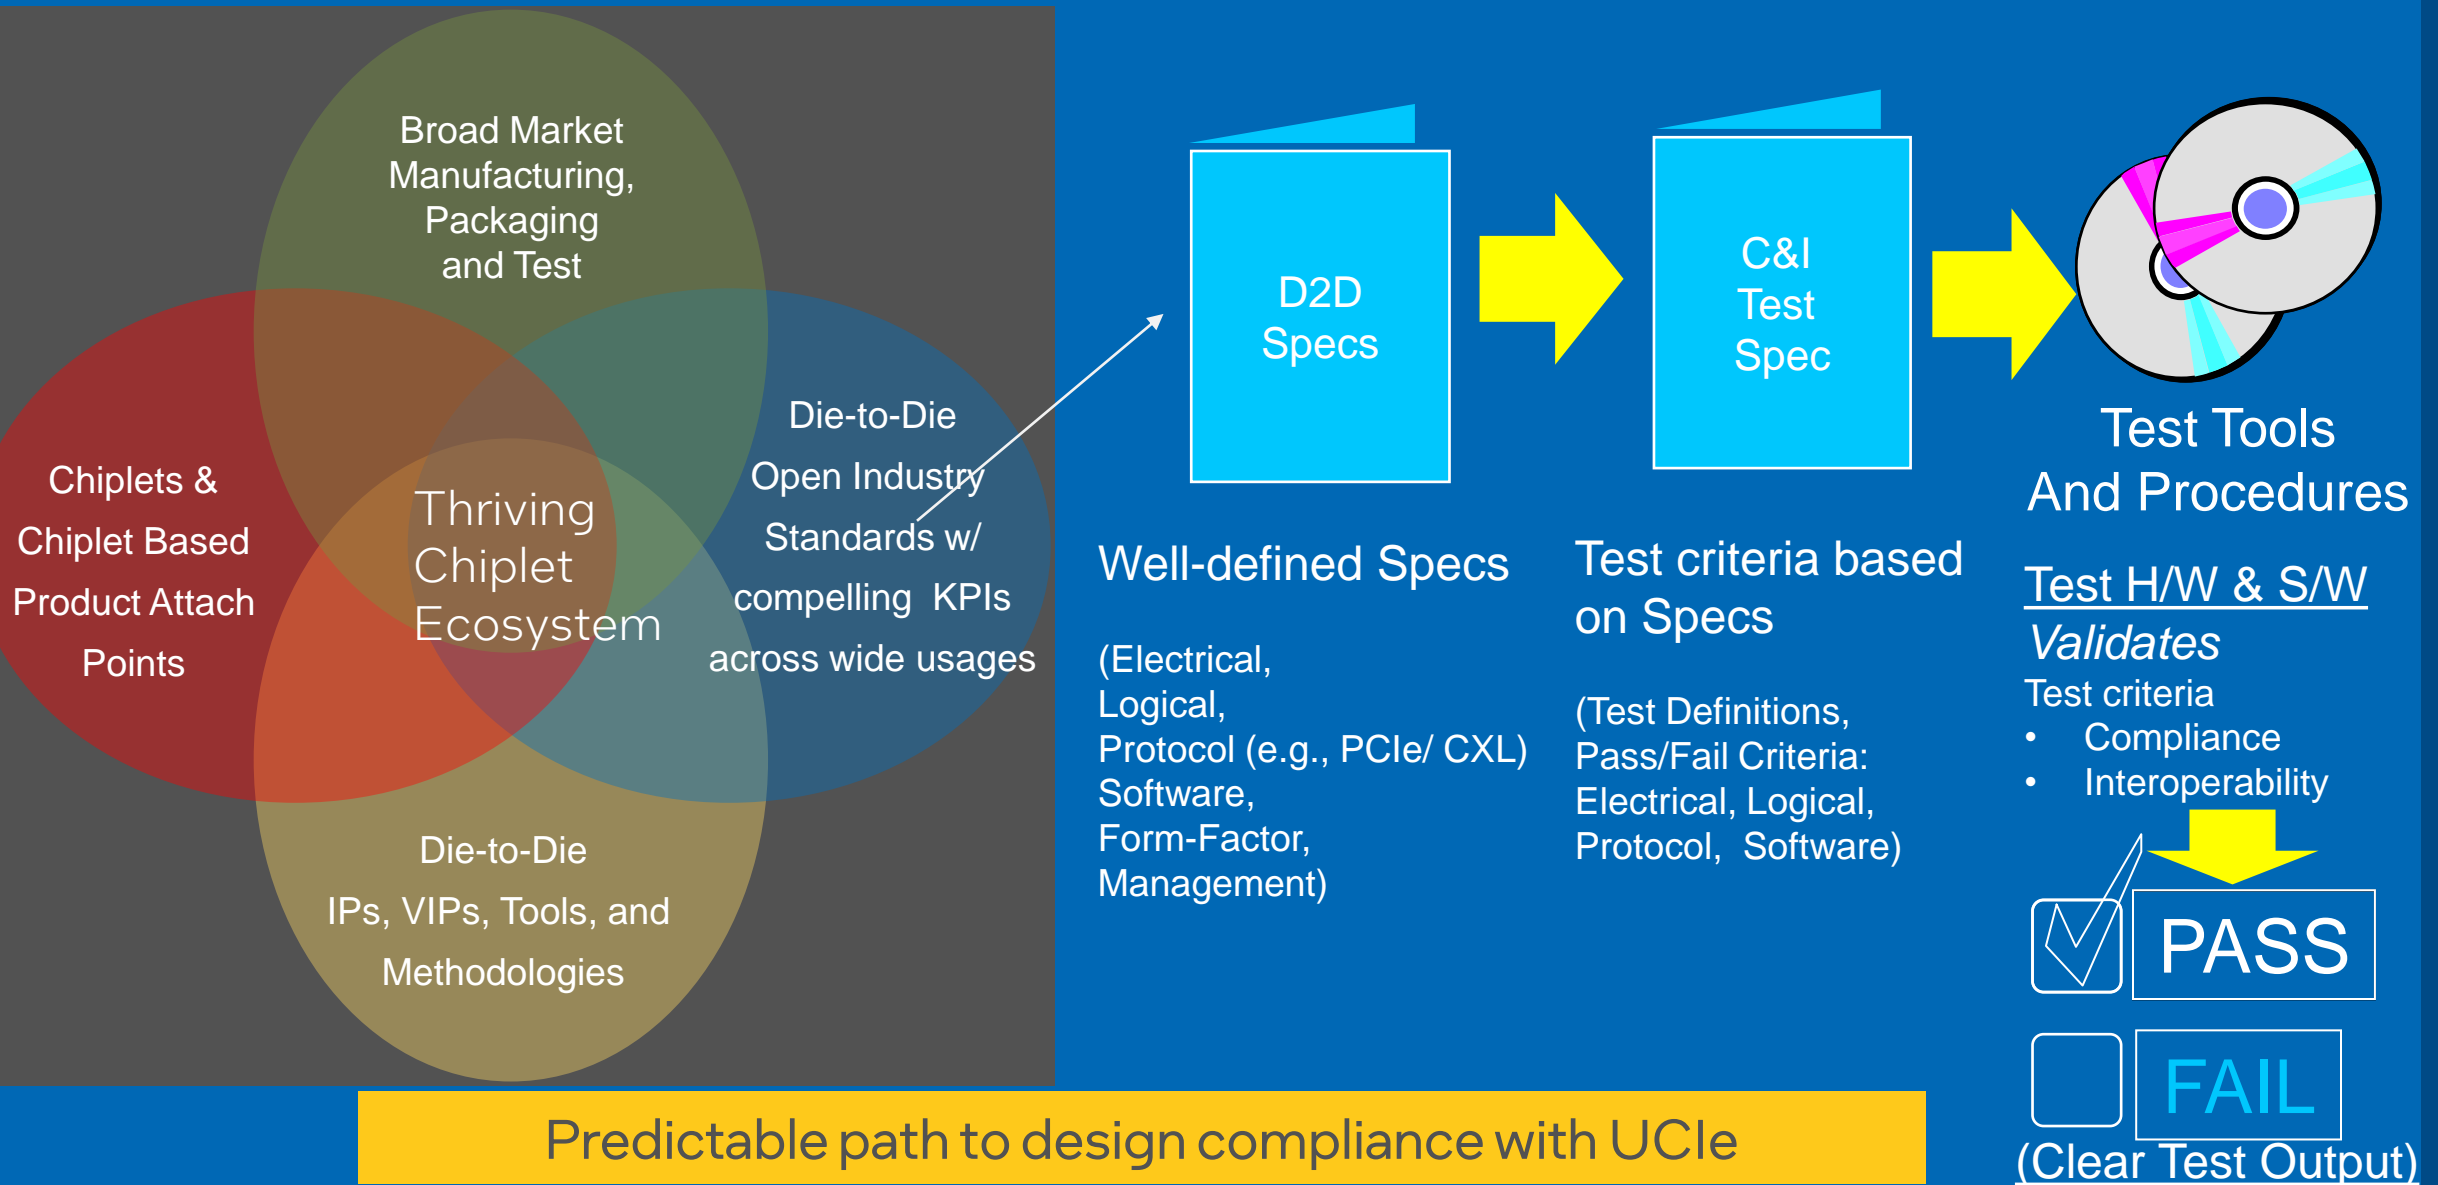 Broad Market
Manufacturing,
Packaging
and Test
Chiplets &
Chiplet Based
Product Attach
Points
Thriving
Chiplet
Ecosystem
Die-to-Die
Open Industry
Standards w/
compelling KPIs
across wide usages
Die-to-Die
IPs, VIPs, Tools, and
Methodologies
D2D
Specs
Well-defined Specs
(Electrical,
Logical,
Protocol (e.g., PCIe/ CXL)
Software,
Form-Factor,
Management)
C&I
Test
Spec
Test criteria based
on Specs
(Test Definitions,
Pass/Fail Criteria:
Electrical, Logical,
Protocol, Software)
Test Tools
And Procedures
Test H/W & S/W
Validates
Test criteria
• Compliance
• Interoperability
PASS
FAIL
(Clear Test Output)
Predictable path to design compliance with UCIe